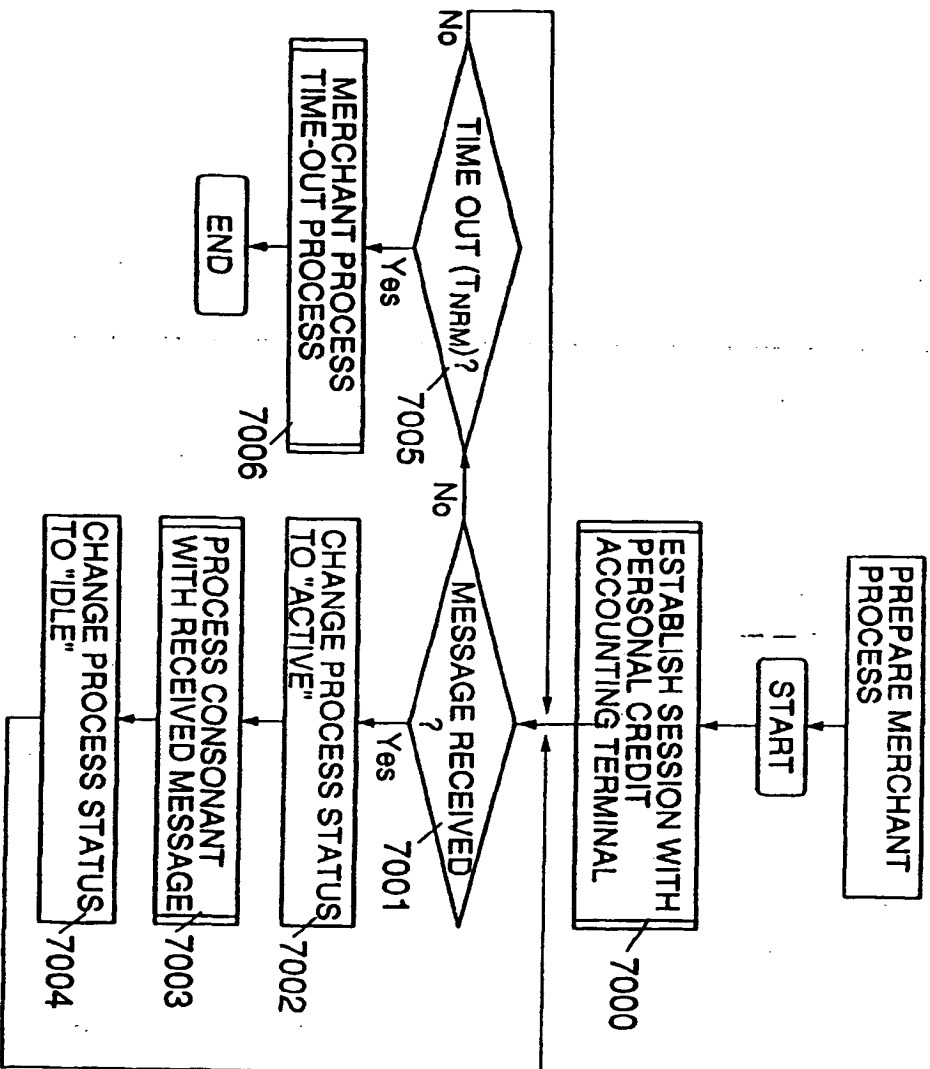 PREPARE MERCHANT
PROCESS
START
ESTABLISH SESSION WITH
PERSONAL CREDIT
ACCOUNTING TERMINAL
7000
MESSAGE RECEIVED
?
7001
Yes
No
CHANGE PROCESS STATUS
TO "ACTIVE"
7002
PROCESS CONSONANT
WITH RECEIVED MESSAGE
7003
CHANGE PROCESS STATUS
TO "IDLE"
7004
TIME OUT (TNRM)?
7005
No
Yes
MERCHANT PROCESS
TIME-OUT PROCESS
7006
END